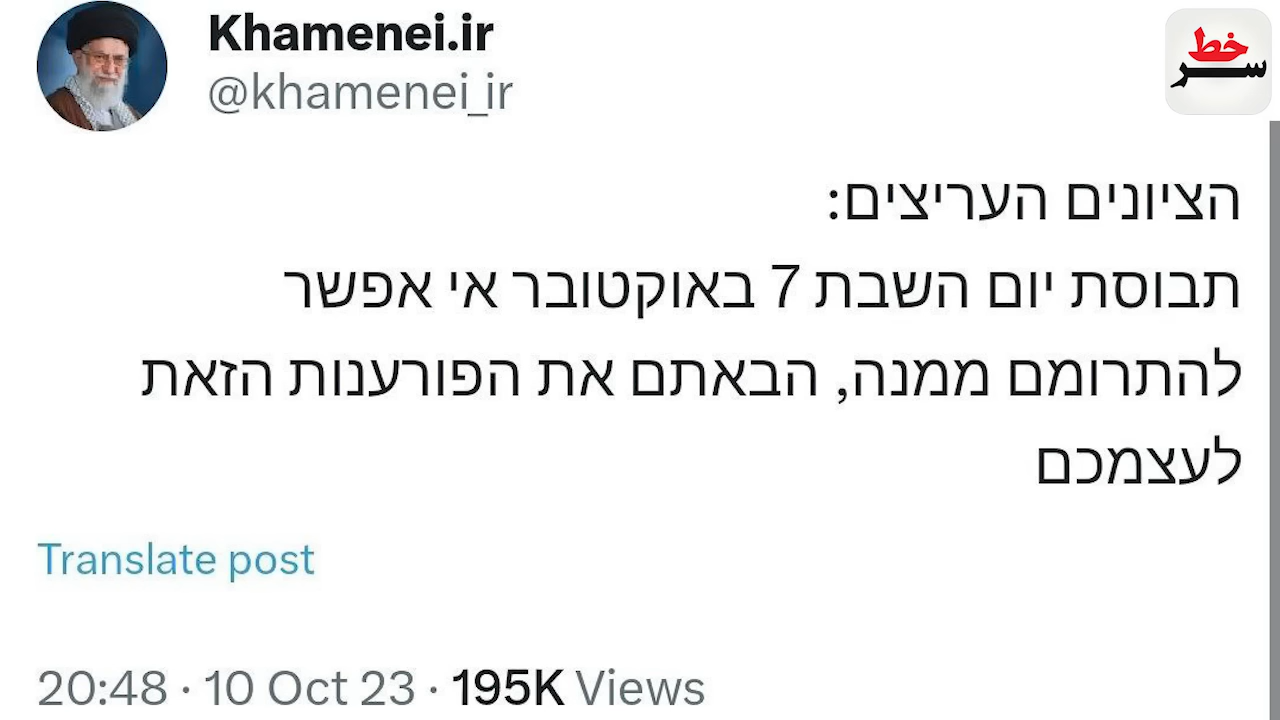 Khamenei.ir
@khamenei_ir
خط
سر
הציונים העריצים:
תבוסת יום השבת 7 באוקטובר אי אפשר
להתרומם ממנה, הבאתם את הפורענות הזאת
לעצמכם
Translate post
20:48 · 10 Oct 23 · 195K Views